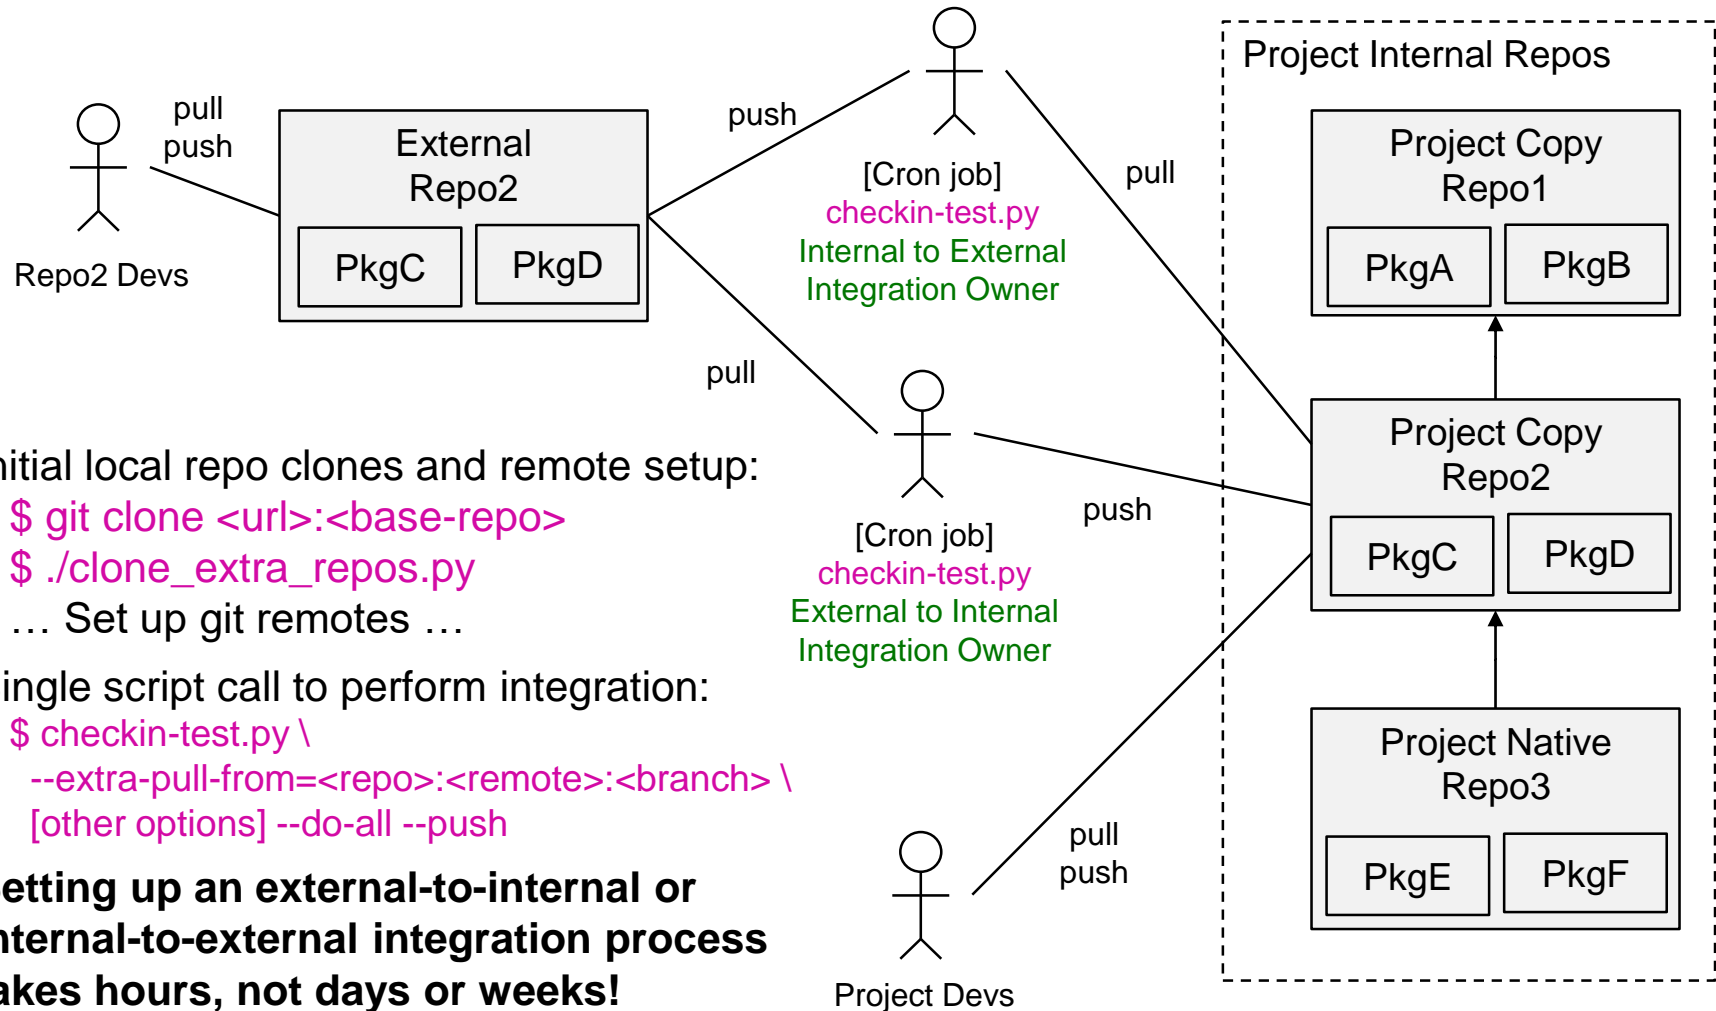 Project Internal Repos
pull
push
External
Repo2
PkgC
PkgD
Repo2 Devs
push
[Cron job]
checkin-test.py
Internal to External
Integration Owner
pull
Project Copy
Repo1
PkgA
PkgB
pull
[Cron job]
checkin-test.py
External to Internal
Integration Owner
push
Project Copy
Repo2
PkgC
PkgD
nitial local repo clones and remote setup:
$ git clone <url>:<base-repo>
$ ./clone_extra_repos.py
… Set up git remotes …
ingle script call to perform integration:
$ checkin-test.py \
--extra-pull-from=<repo>:<remote>:<branch> \
[other options] --do-all --push
etting up an external-to-internal or
nternal-to-external integration process
akes hours, not days or weeks!
pull
push
Project Devs
Project Native
Repo3
PkgE
PkgF